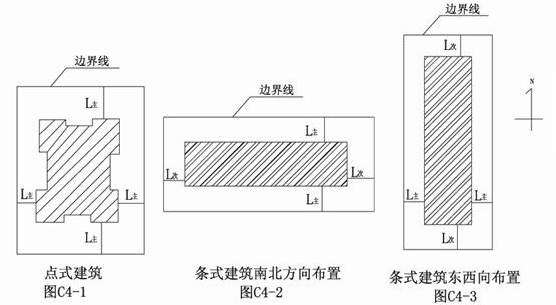 边界线
L主
L主
L主
L主
点式建筑
图C4-1
边界线
L主
L次
L次
L主
条式建筑南北方向布置
图C4-2
边界线
L次
L主
L主
L次
条式建筑东西向布置
图C4-3
N